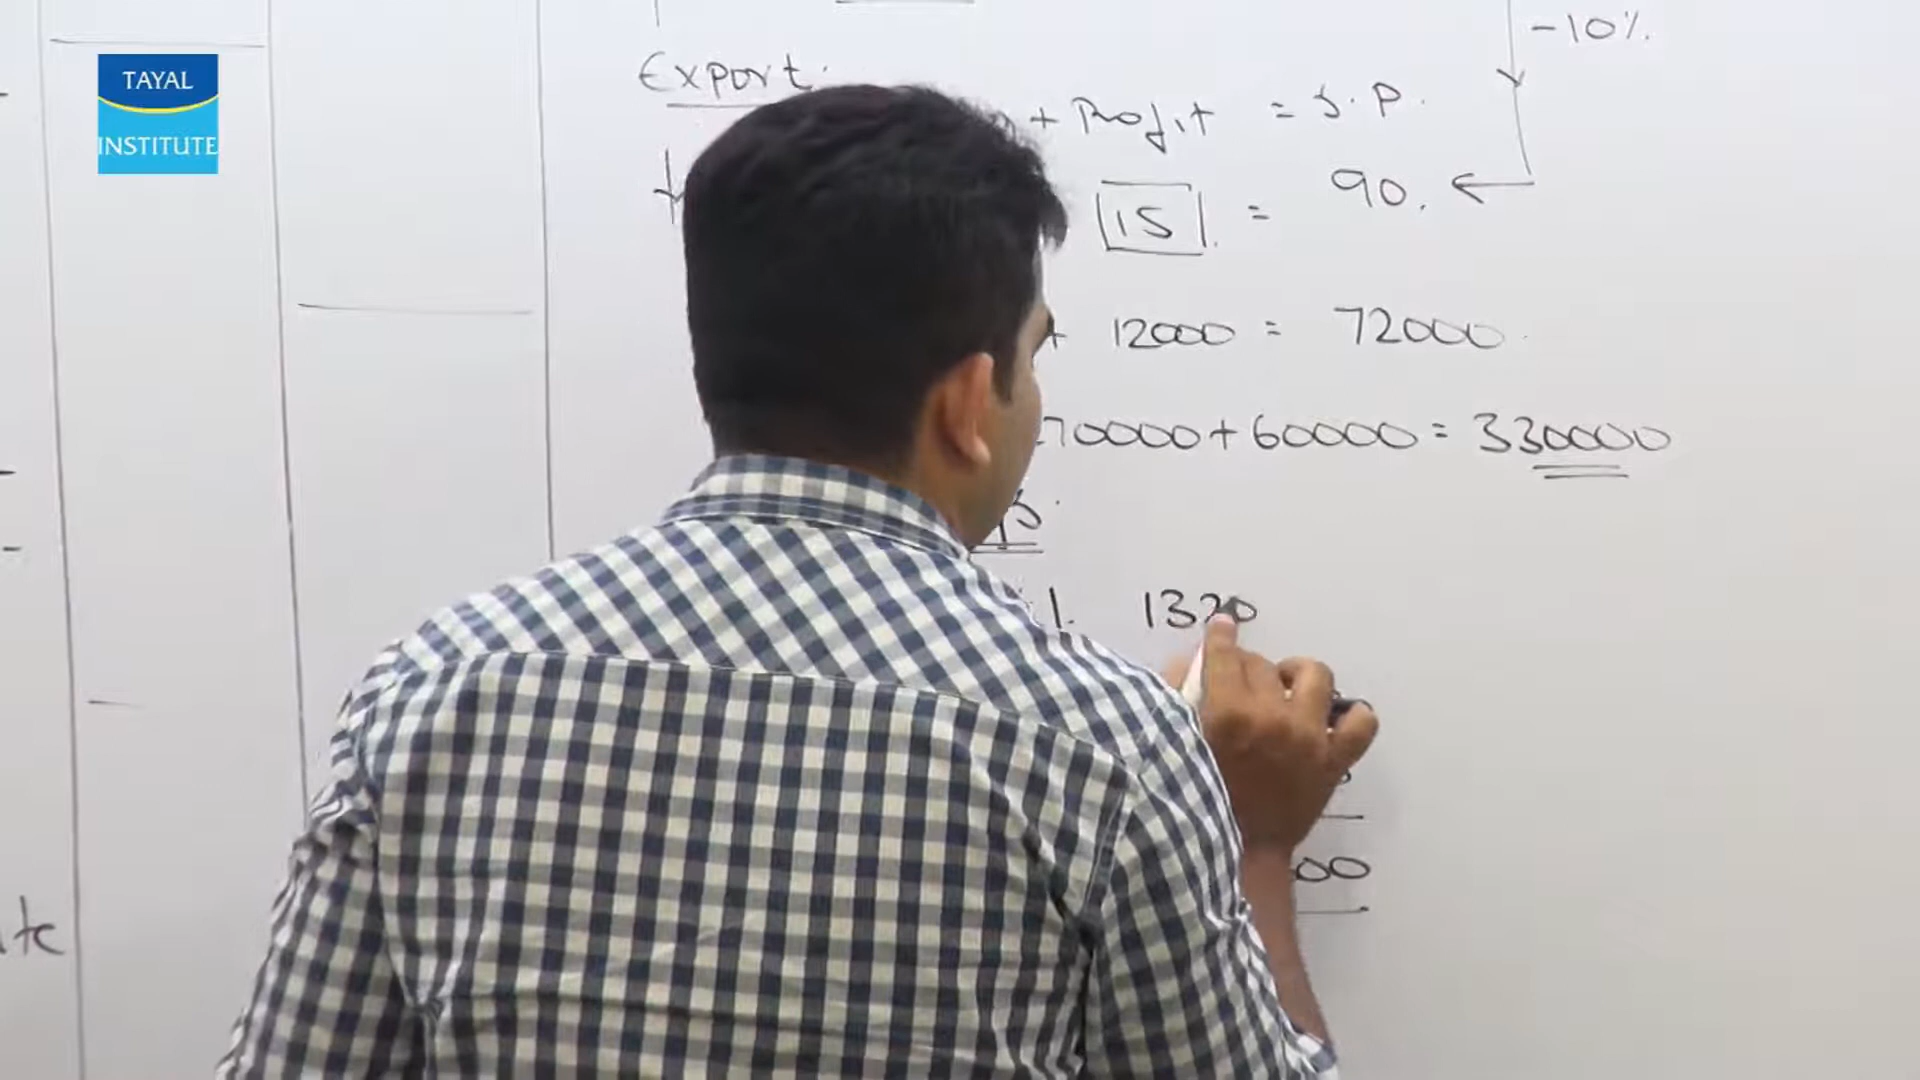 TAYAL
INSTITUTE
-10%.
Export.
+ Profit = S.P.
15 = 90.
+ 12000 = 72000.
70000 + 60000 = 330000
1320
00